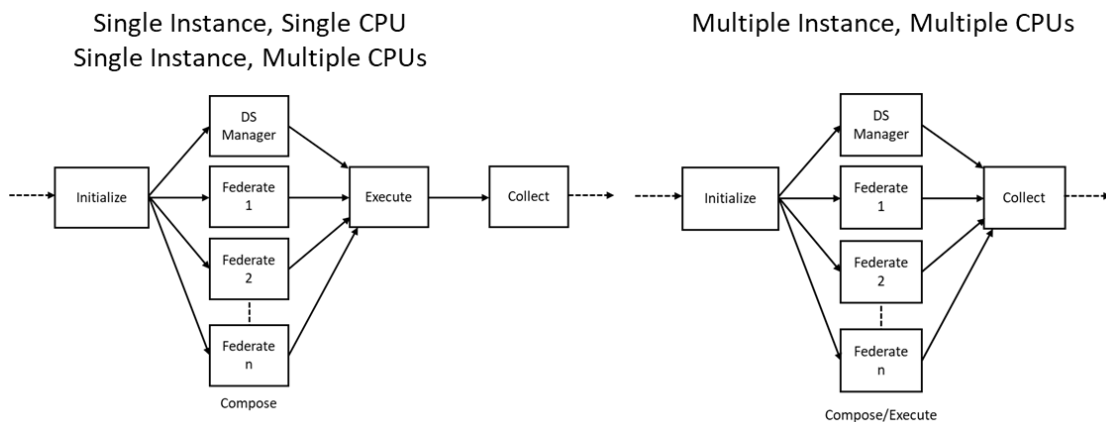 Single Instance, Single CPU
Single Instance, Multiple CPUs
Initialize
DS
Manager
Federate
1
Federate
2
Federate
n
Compose
Execute
Collect
Multiple Instance, Multiple CPUs
Initialize
DS
Manager
Federate
1
Federate
2
Federate
n
Compose/Execute
Collect